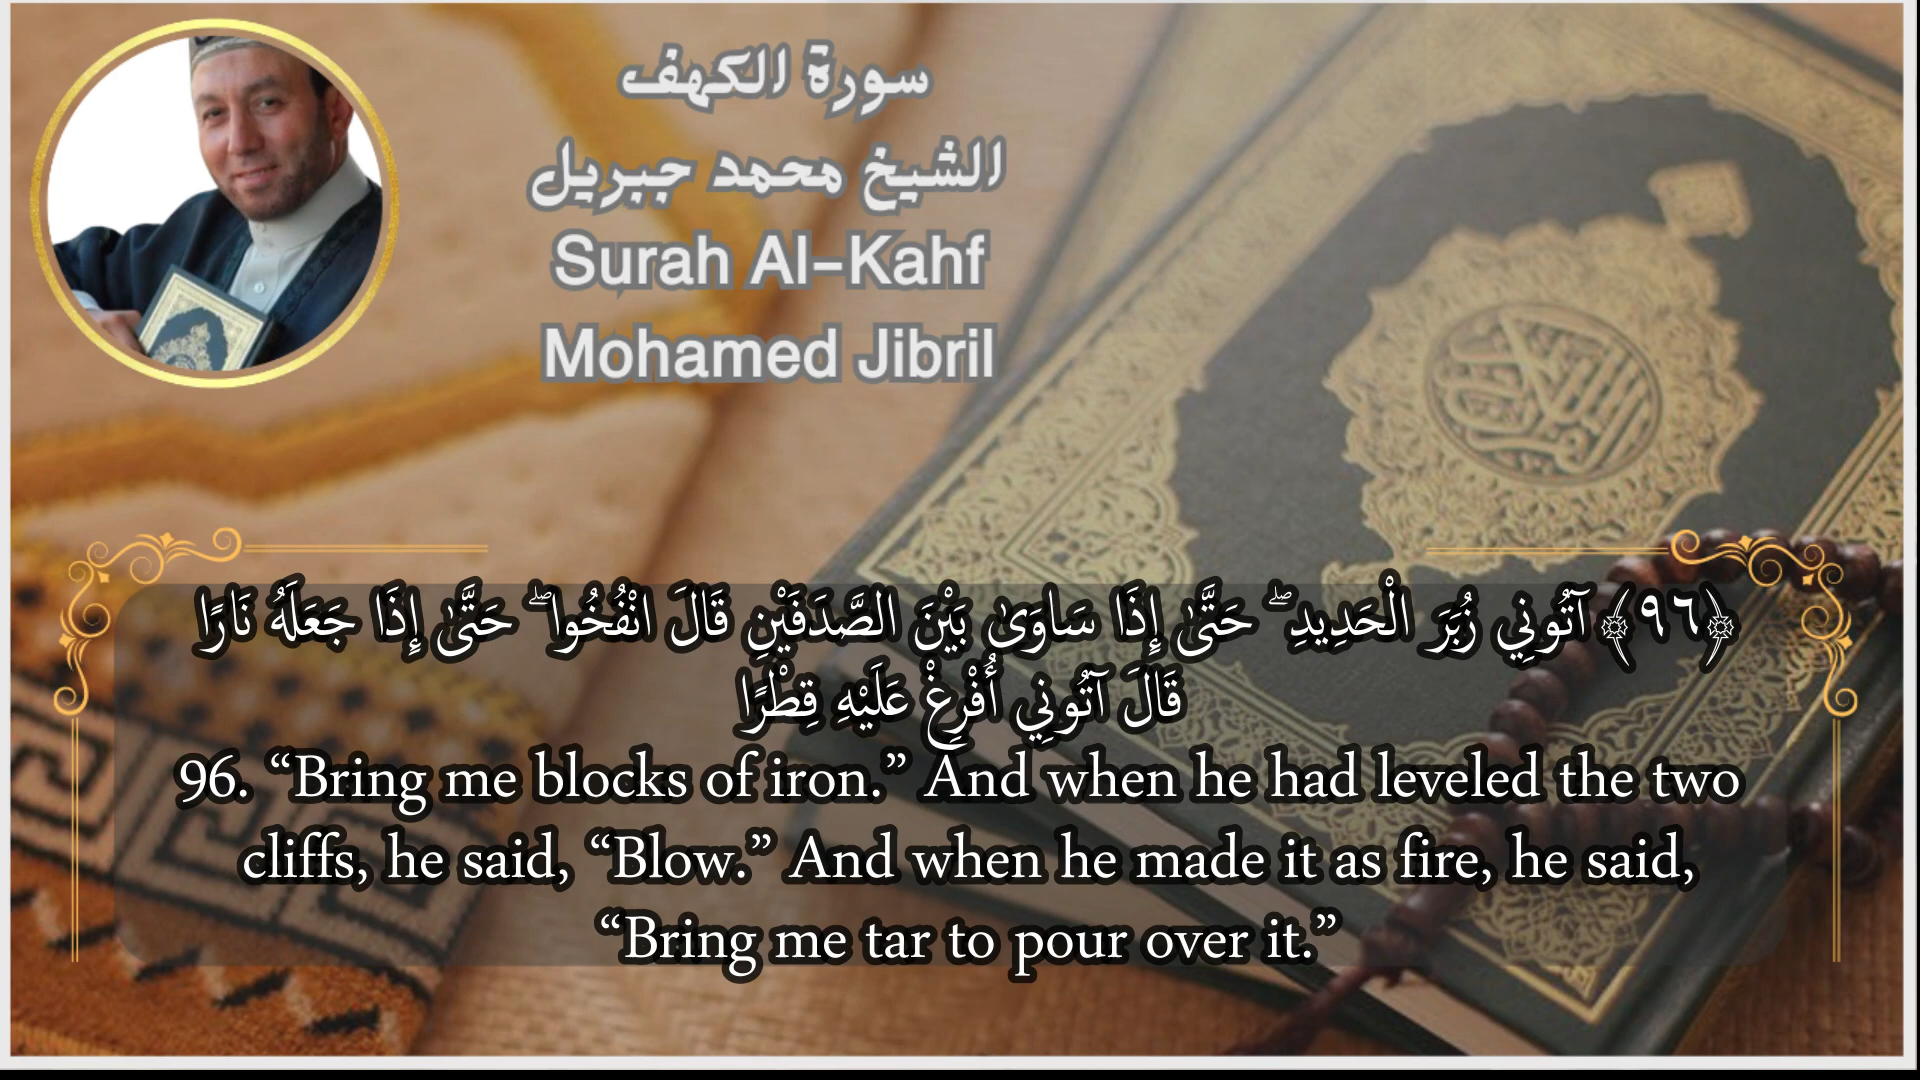 سورة الكهف
الشيخ محمد جبريل
Surah Al-Kahf
Mohamed Jibril
﴿٩٦﴾ آتُونِي زُبَرَ الْحَدِيدِ ۖ حَتَّىٰ إِذَا سَاوَىٰ بَيْنَ الصَّدَفَيْنِ قَالَ انْفُخُوا ۖ حَتَّىٰ إِذَا جَعَلَهُ نَارًا
قَالَ آتُونِي أُفْرِغْ عَلَيْهِ قِطْرًا
96. “Bring me blocks of iron.” And when he had leveled the two
cliffs, he said, “Blow.” And when he made it as fire, he said,
“Bring me tar to pour over it.”